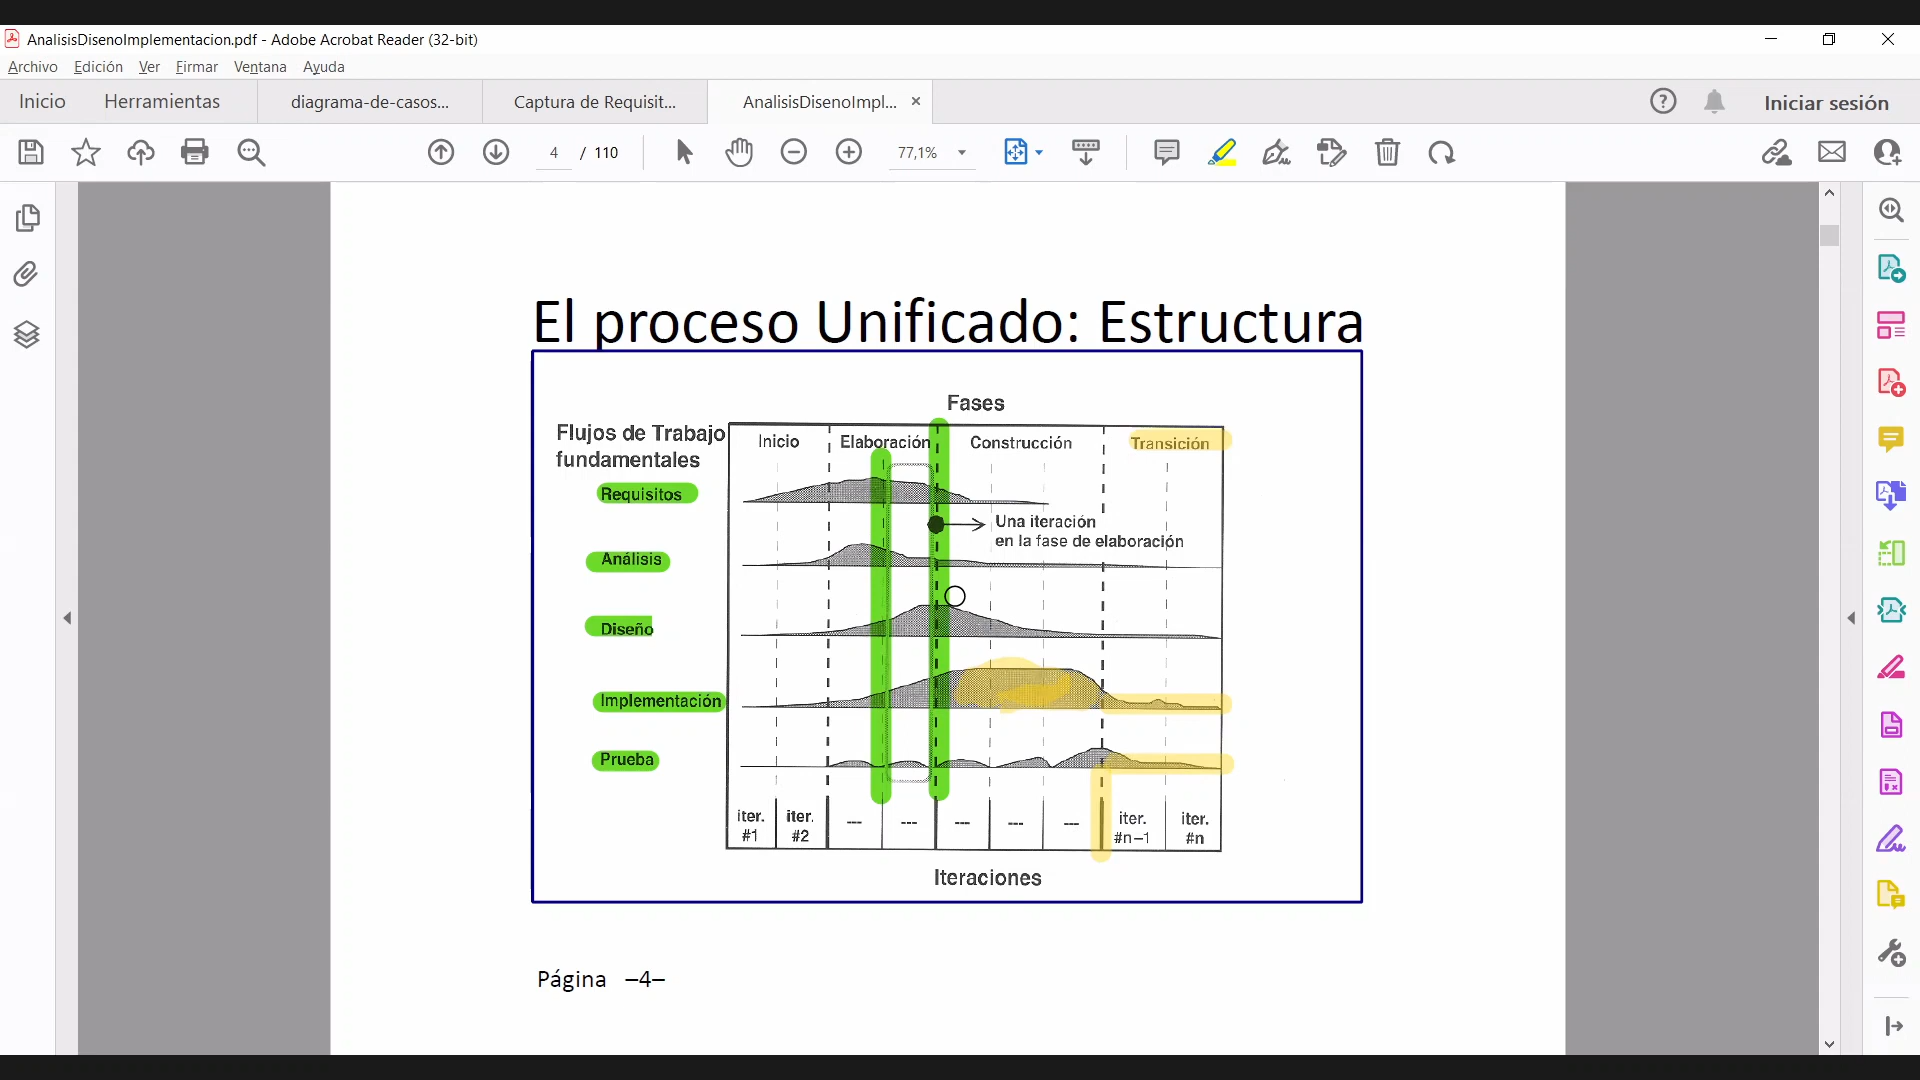 AnalisisDisenoImplementacion.pdf - Adobe Acrobat Reader (32-bit)
Archivo Edición Ver Firmar Ventana Ayuda
Inicio Herramientas diagrama-de-casos... Captura de Requisit... AnalisisDisenoImpl... × Iniciar sesión
4 / 110 77,1%
El proceso Unificado: Estructura
Fases
Flujos de Trabajo
fundamentales
Inicio Elaboración Construcción Transición
Requisitos
Una iteración
en la fase de elaboración
Análisis
Diseño
Implementación
Prueba
iter. iter. --- --- --- --- --- iter. iter.
#1 #2 #n–1 #n
Iteraciones
Página –4–